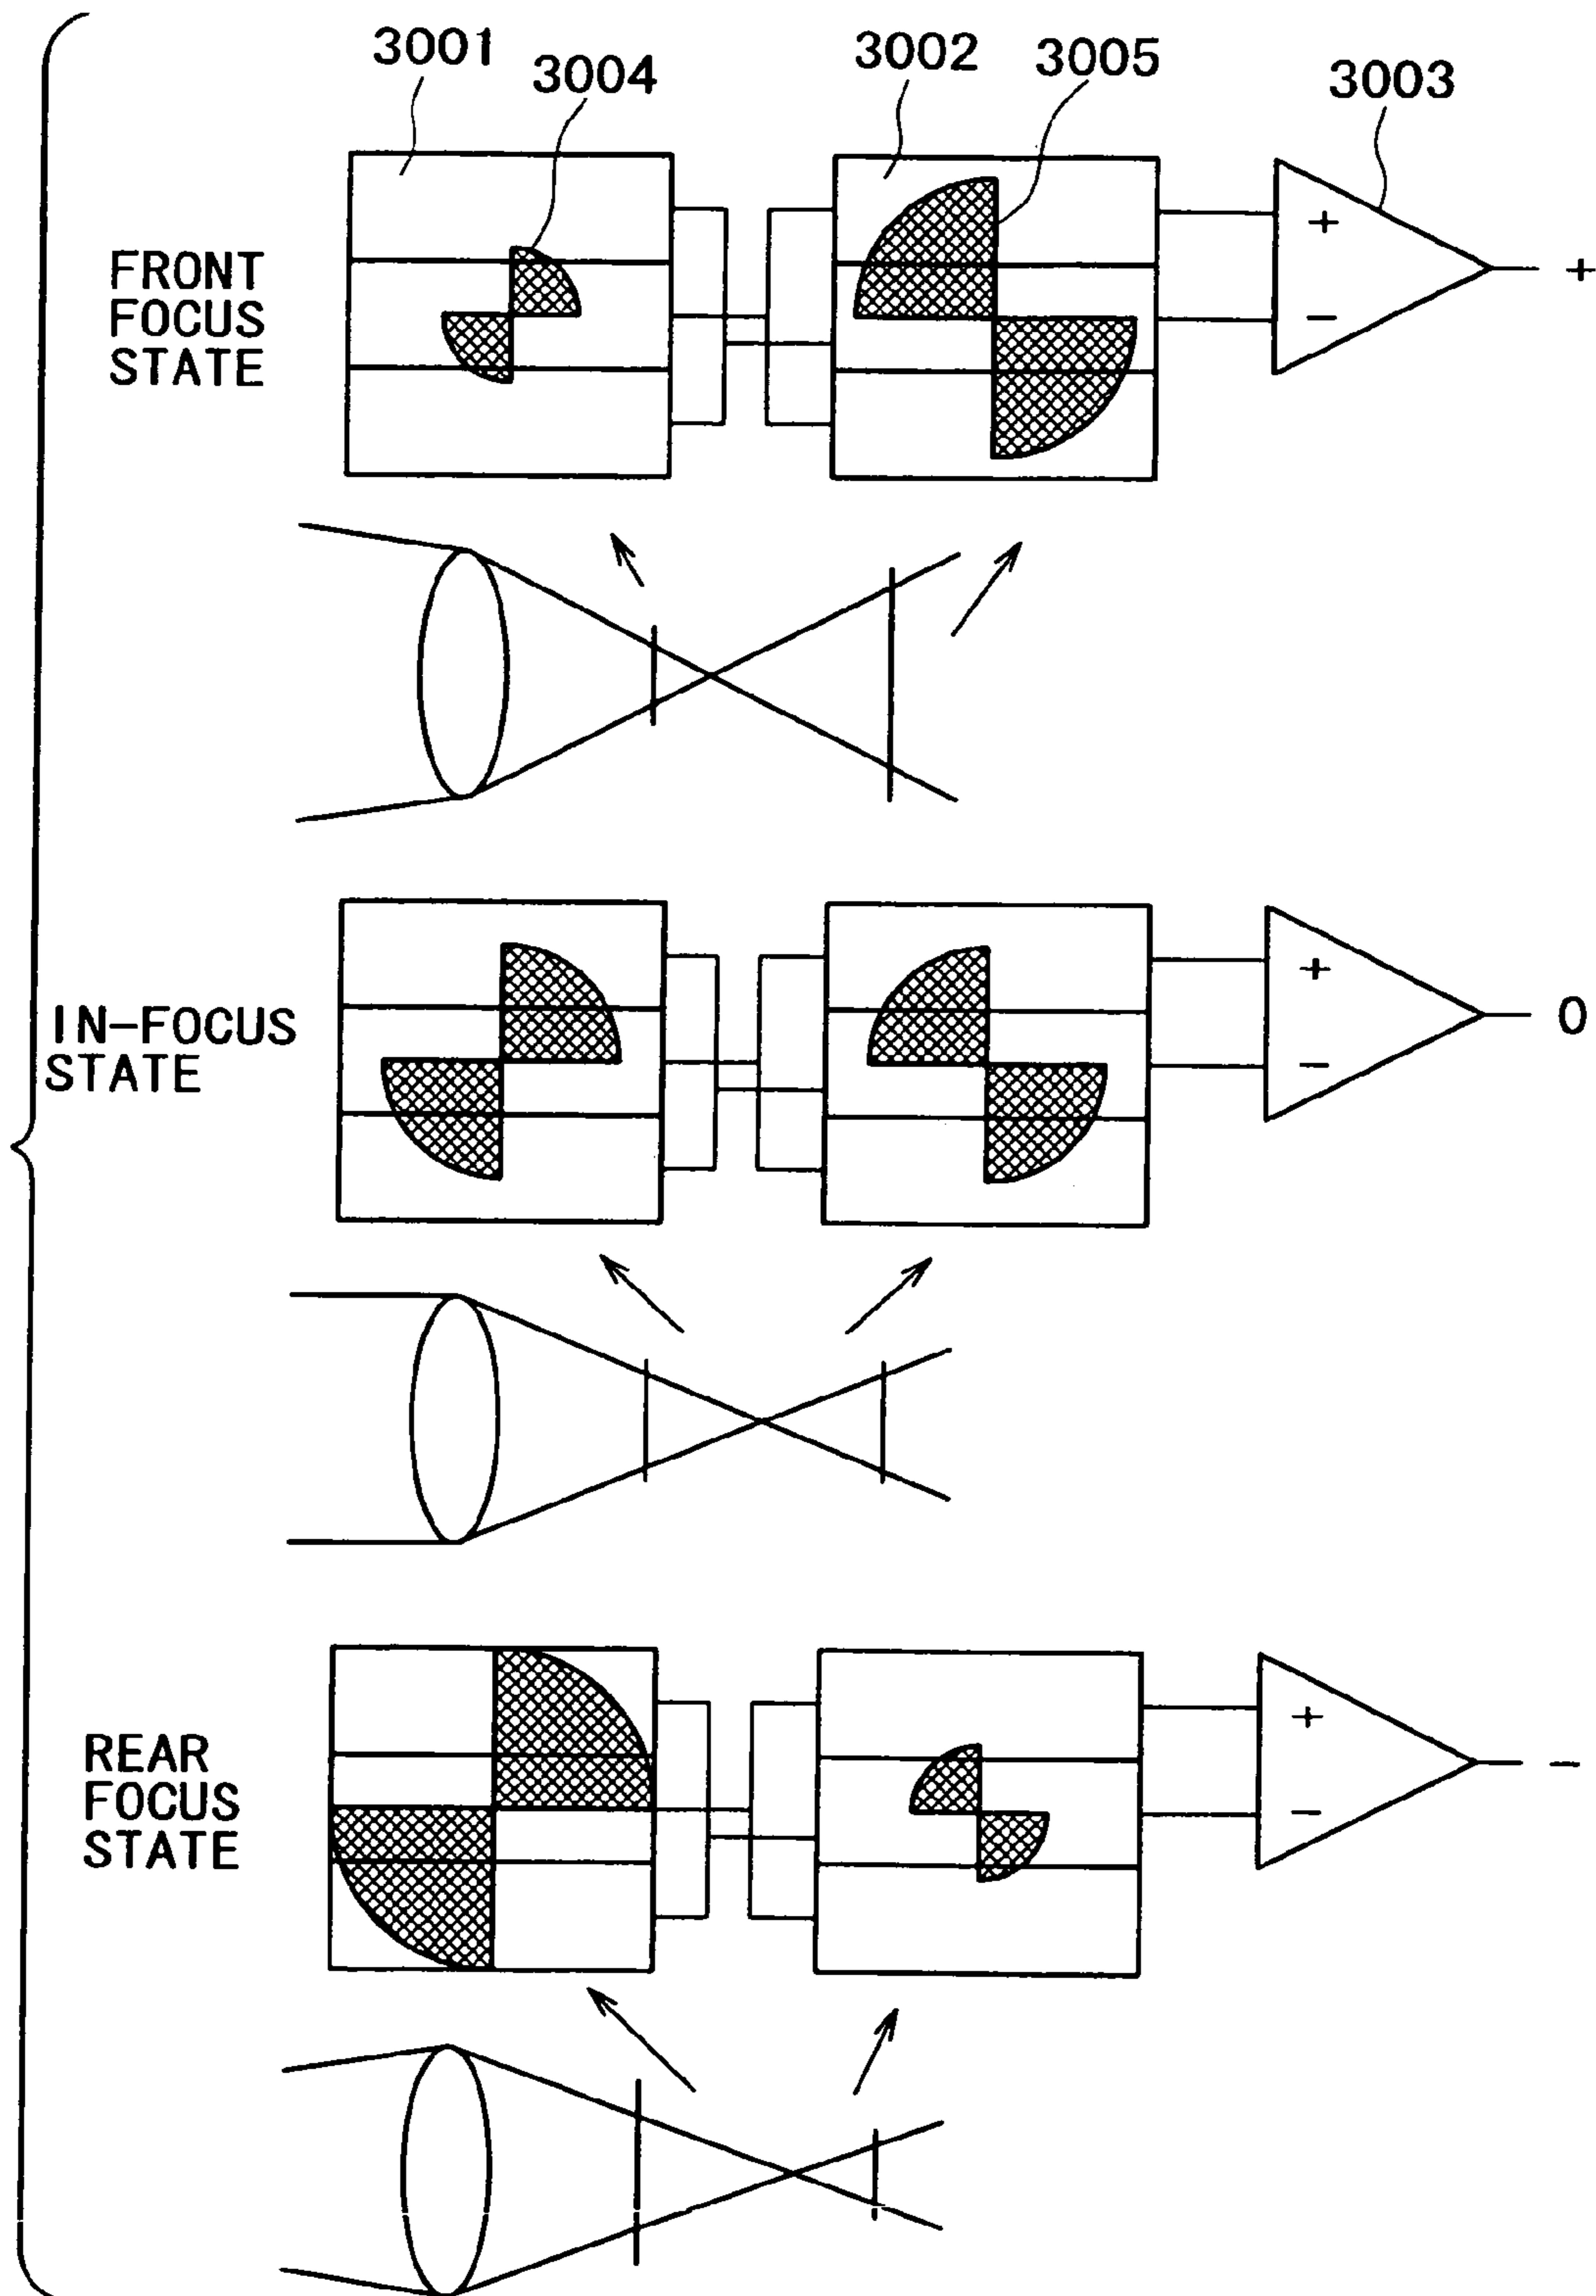 3001
3004
3002
3005
3003
FRONT
FOCUS
STATE
+
−
+
IN-FOCUS
STATE
+
−
0
REAR
FOCUS
STATE
+
−
−